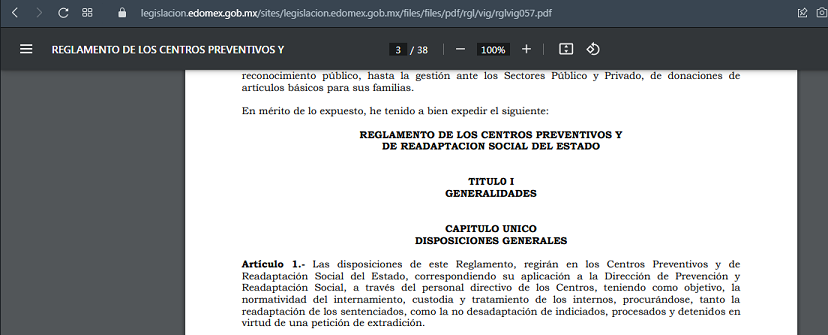 legislacion.edomex.gob.mx/sites/legislacion.edomex.gob.mx/files/files/pdf/rgl/vig/rglvig057.pdf
REGLAMENTO DE LOS CENTROS PREVENTIVOS Y
3 / 38
100%
reconocimiento público, hasta la gestión ante los Sectores Público y Privado, de donaciones de
artículos básicos para sus familias.
En mérito de lo expuesto, he tenido a bien expedir el siguiente:
REGLAMENTO DE LOS CENTROS PREVENTIVOS Y
DE READAPTACION SOCIAL DEL ESTADO
TITULO I
GENERALIDADES
CAPITULO UNICO
DISPOSICIONES GENERALES
Artículo 1.- Las disposiciones de este Reglamento, regirán en los Centros Preventivos y de
Readaptación Social del Estado, correspondiendo su aplicación a la Dirección de Prevención y
Readaptación Social, a través del personal directivo de los Centros, teniendo como objetivo, la
normatividad del internamiento, custodia y tratamiento de los internos, procurándose, tanto la
readaptación de los sentenciados, como la no desadaptación de indiciados, procesados y detenidos en
virtud de una petición de extradición.